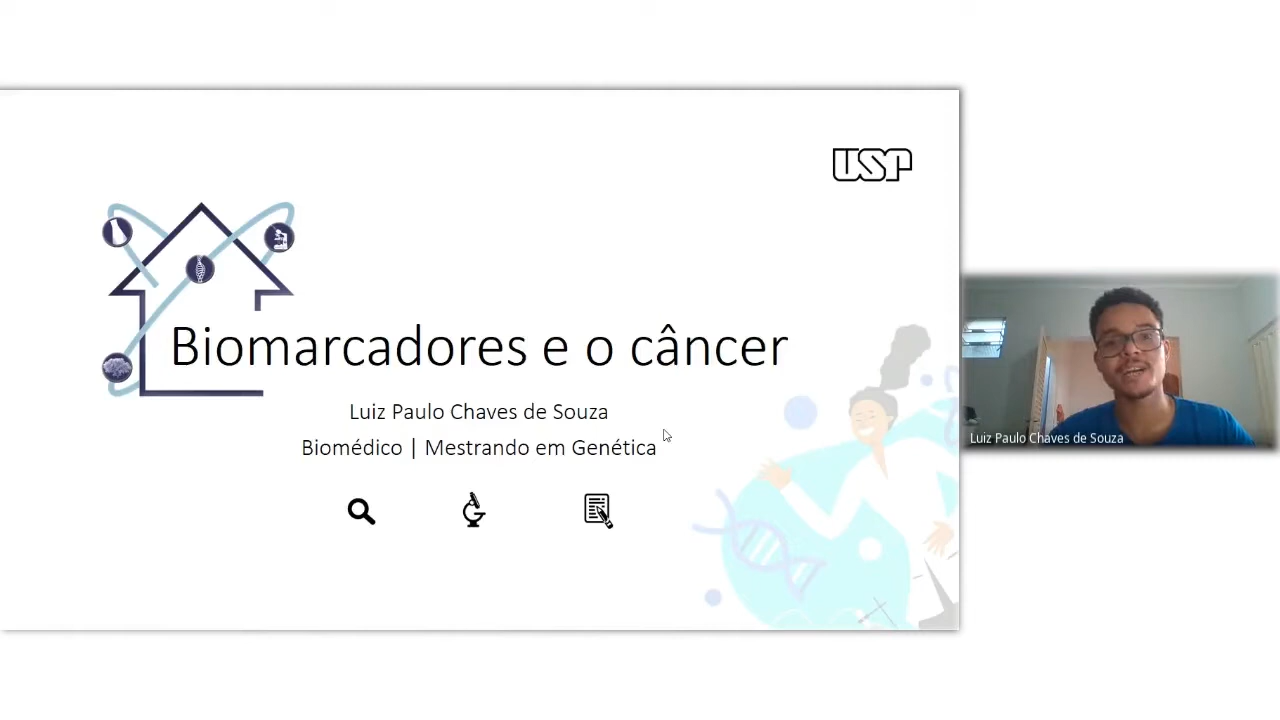 USP
Biomarcadores e o câncer
Luiz Paulo Chaves de Souza
Biomédico | Mestrando em Genética
Luiz Paulo Chaves de Souza